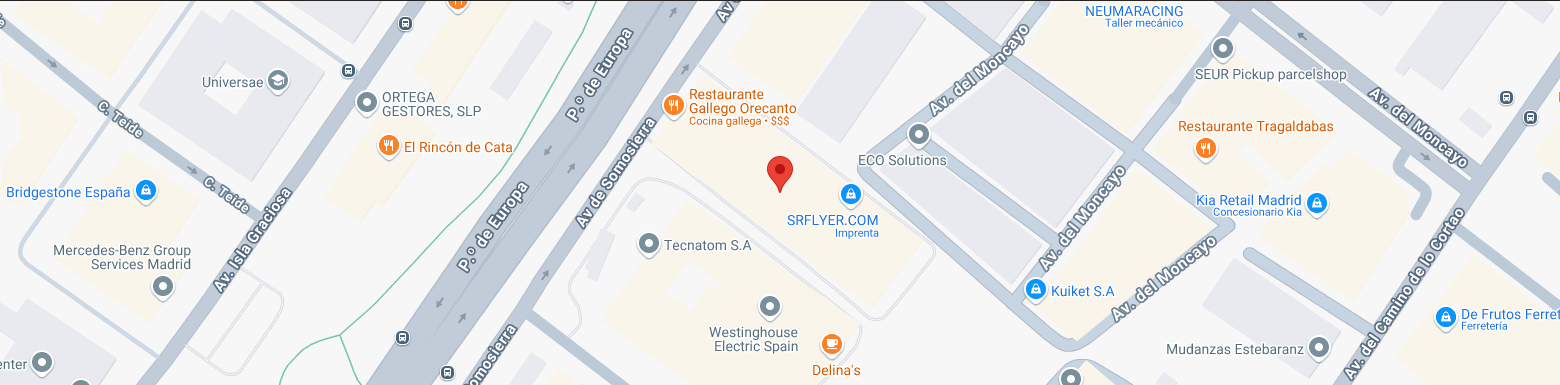 NEUMARACING
Taller mecánico
Av
Universae
P.º de Europa
Av. del Moncayo
SEUR Pickup parcelshop
ORTEGA
GESTORES, SLP
C. Teide
Restaurante
Gallego Orecanto
Cocina gallega • $$$
Av. del Moncayo
Restaurante Tragaldabas
El Rincón de Cata
ECO Solutions
Av de Somosierra
Bridgestone España
C. Teide
Kia Retail Madrid
Concesionario Kia
SRFLYER.COM
Imprenta
Av. Isla Graciosa
P.º de Europa
Av. del Moncayo
Tecnatom S.A
Mercedes-Benz Group
Services Madrid
Av. del Moncayo
Av. del Camino de lo Cortao
Kuiket S.A
De Frutos Ferret
Ferretería
Westinghouse
Electric Spain
Mudanzas Estebaranz
omosierra
enter
Delina's